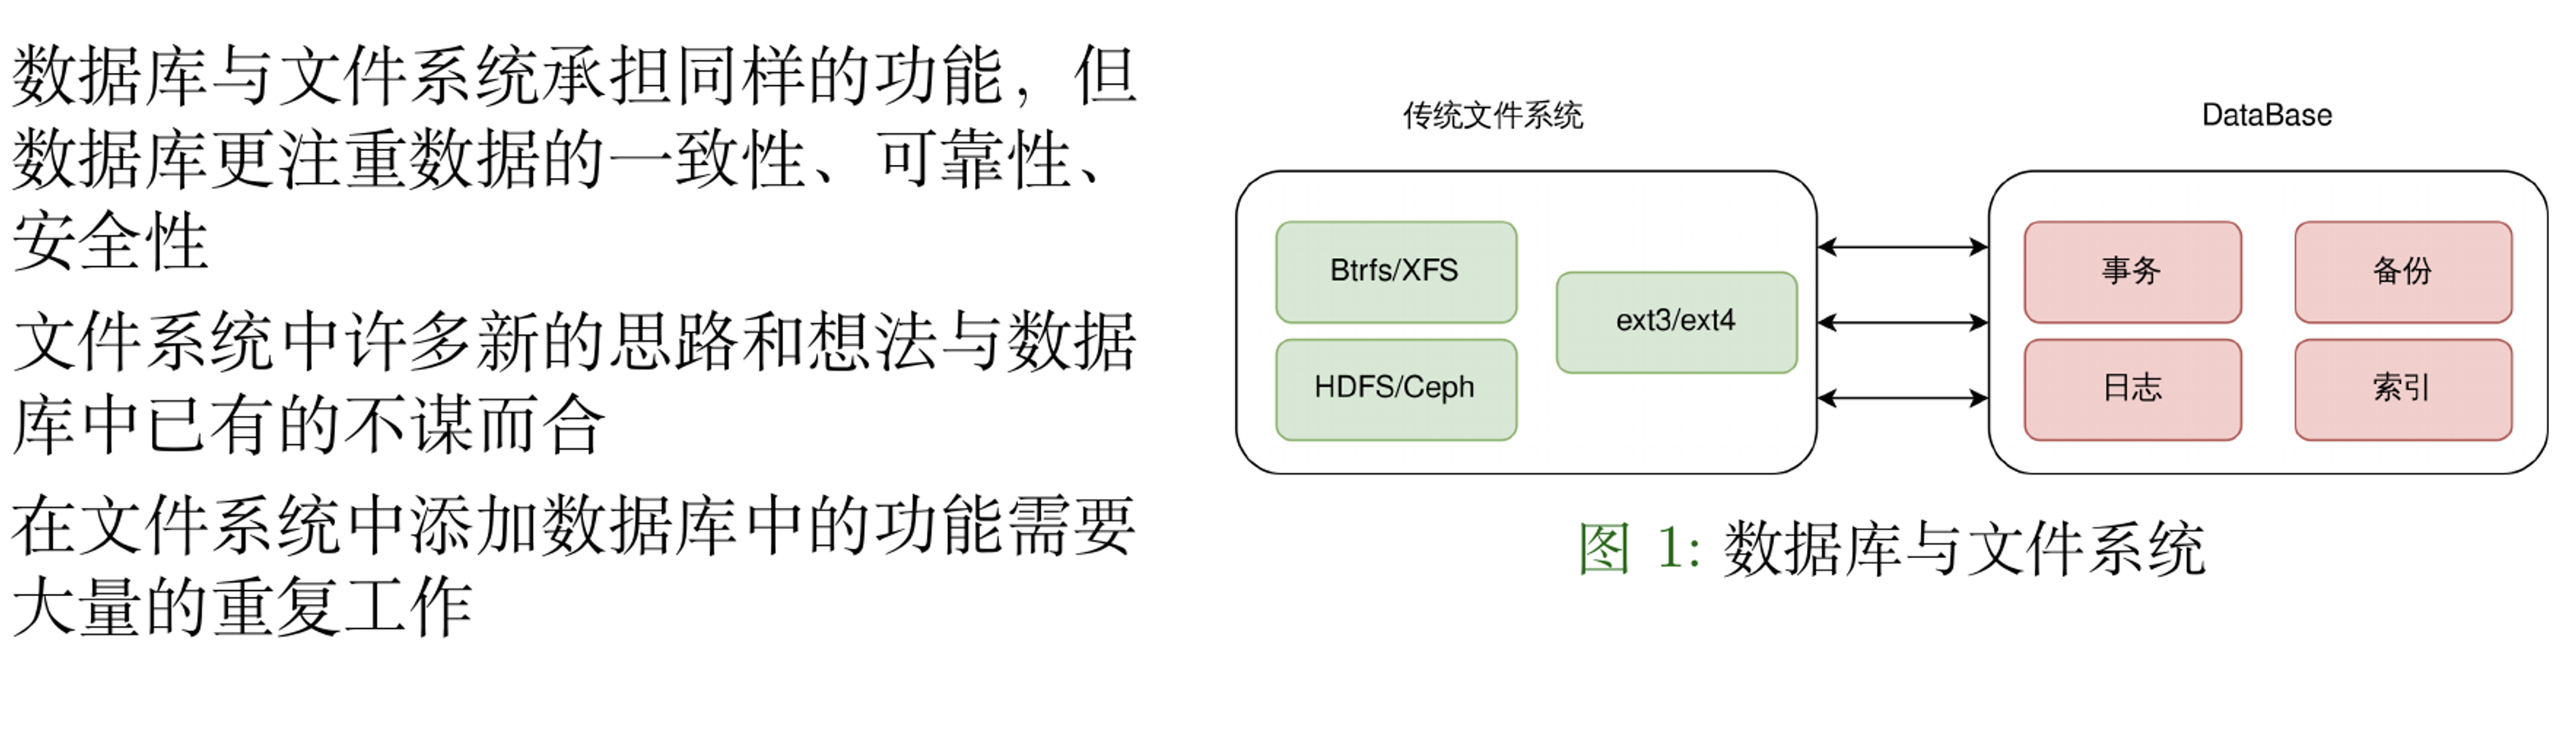 数据库与文件系统承担同样的功能，但
数据库更注重数据的一致性、可靠性、
安全性
文件系统中许多新的思路和想法与数据
库中已有的不谋而合
在文件系统中添加数据库中的功能需要
大量的重复工作
传统文件系统
Btrfs/XFS
ext3/ext4
HDFS/Ceph
DataBase
事务
备份
日志
索引
图 1: 数据库与文件系统